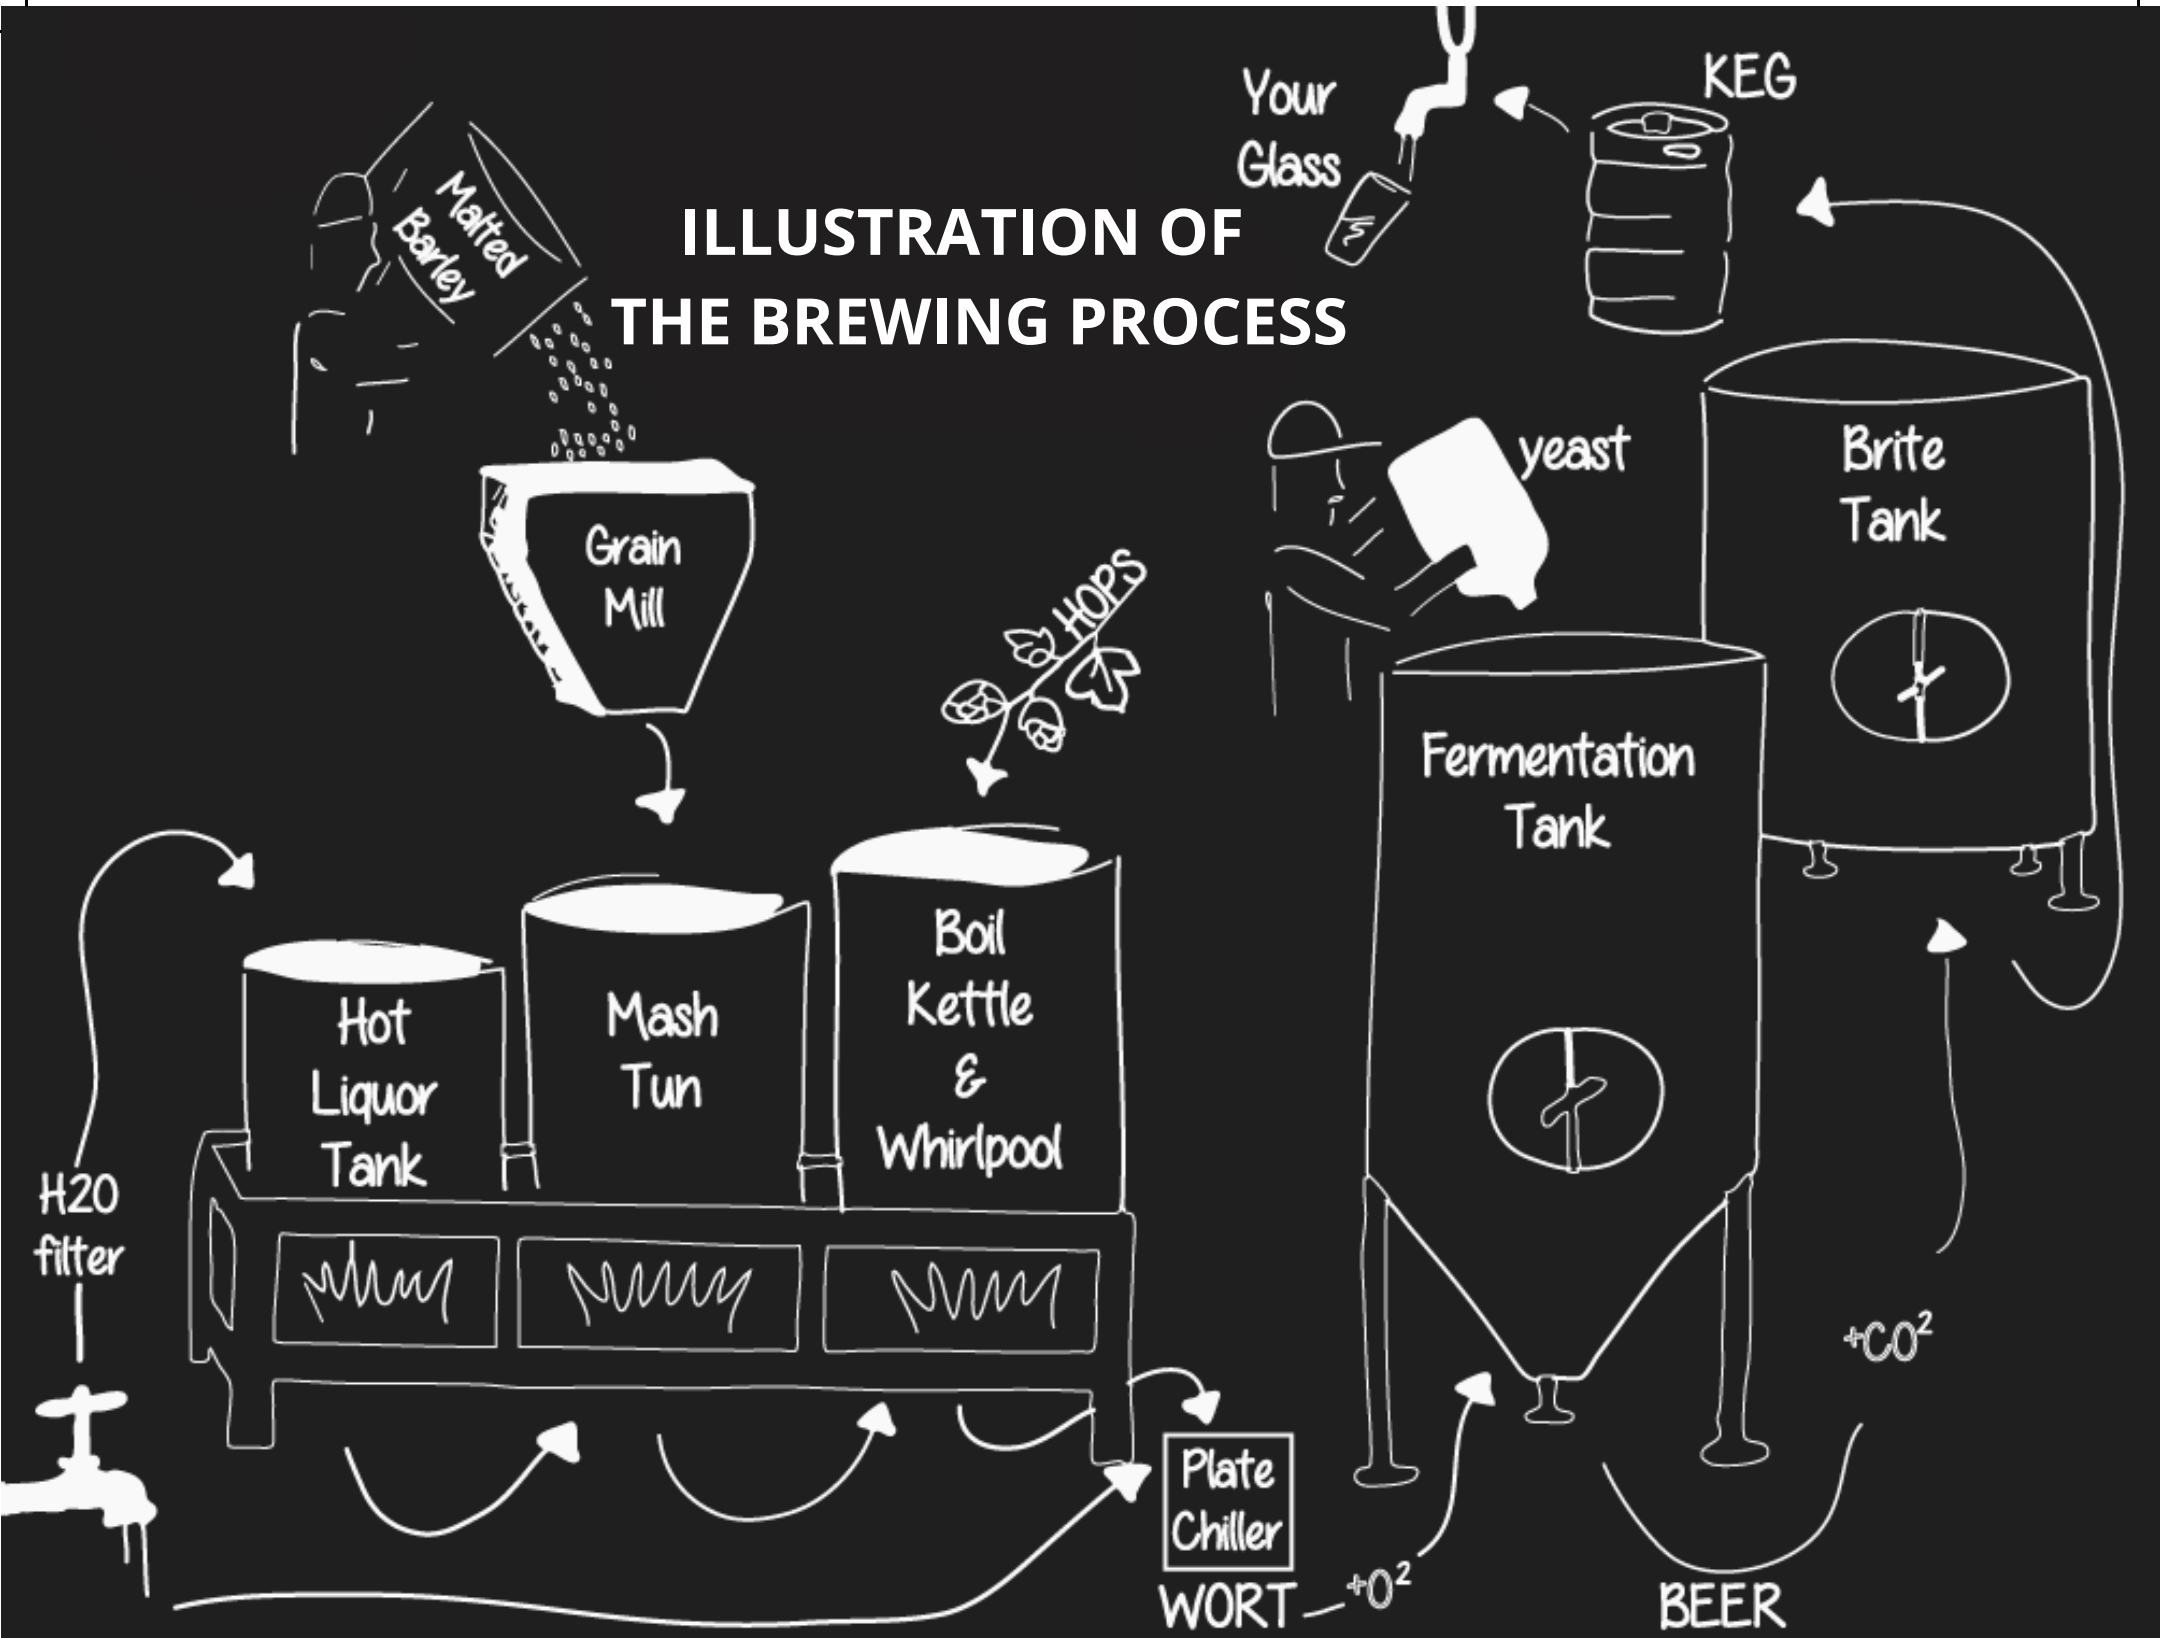 ILLUSTRATION OF
THE BREWING PROCESS
Malted
Barley
Grain
Mill
HOPS
Your
Glass
KEG
yeast
Brite
Tank
Fermentation
Tank
Hot
Liquor
Tank
Mash
Tun
Boil
Kettle
&
Whirlpool
H20
filter
Plate
Chiller
WORT
+O²
+CO²
BEER